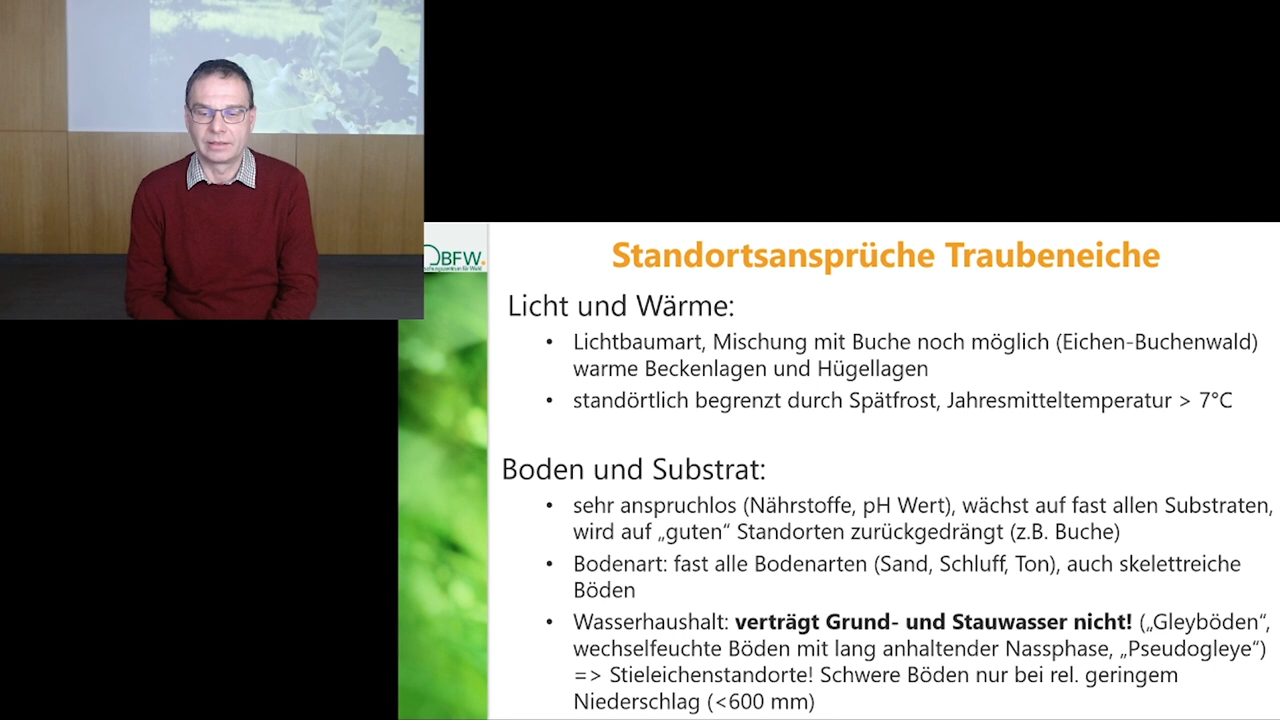 BFW.
Standortsansprüche Traubeneiche
Licht und Wärme:
• Lichtbaumart, Mischung mit Buche noch möglich (Eichen-Buchenwald)
warme Beckenlagen und Hügellagen
• standörtlich begrenzt durch Spätfrost, Jahresmitteltemperatur > 7°C
Boden und Substrat:
• sehr anspruchlos (Nährstoffe, pH Wert), wächst auf fast allen Substraten,
wird auf „guten“ Standorten zurückgedrängt (z.B. Buche)
• Bodenart: fast alle Bodenarten (Sand, Schluff, Ton), auch skelettreiche
Böden
• Wasserhaushalt: verträgt Grund- und Stauwasser nicht! („Gleyböden“,
wechselfeuchte Böden mit lang anhaltender Nassphase, „Pseudogleye“)
=> Stieleichenstandorte! Schwere Böden nur bei rel. geringem
Niederschlag (<600 mm)